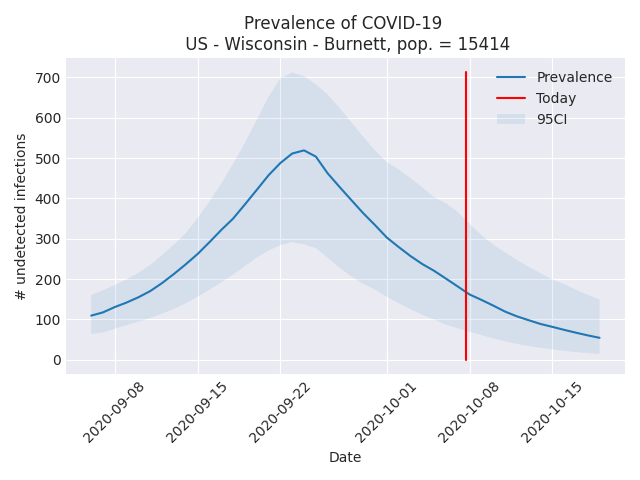 Prevalence of COVID-19
US - Wisconsin - Burnett, pop. = 15414
# undetected infections
700
600
500
400
300
200
100
0
Prevalence
Today
95CI
2020-09-08
2020-09-15
2020-09-22
2020-10-01
2020-10-08
2020-10-15
Date